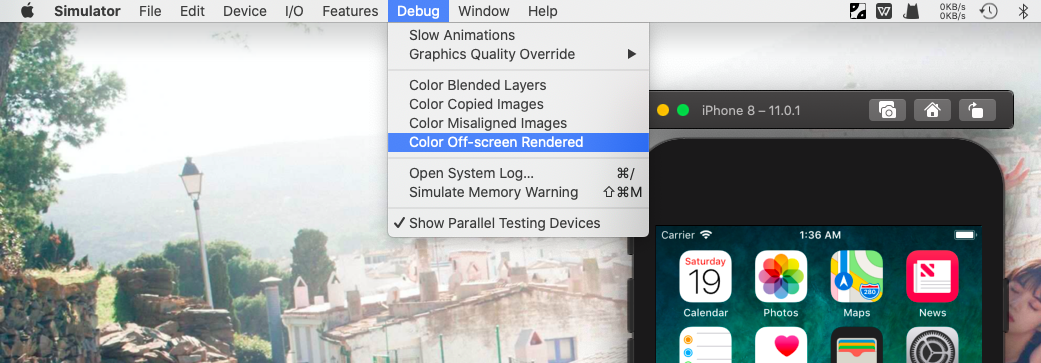 Simulator File Edit Device I/O Features Debug Window Help 0KB/s
0KB/s
Slow Animations
Graphics Quality Override
Color Blended Layers
Color Copied Images
Color Misaligned Images
Color Off-screen Rendered
Open System Log... ⌘/
Simulate Memory Warning ⇧⌘M
✓ Show Parallel Testing Devices
iPhone 8 – 11.0.1
Carrier 1:36 AM
Saturday
19
280
Calendar Photos Maps News